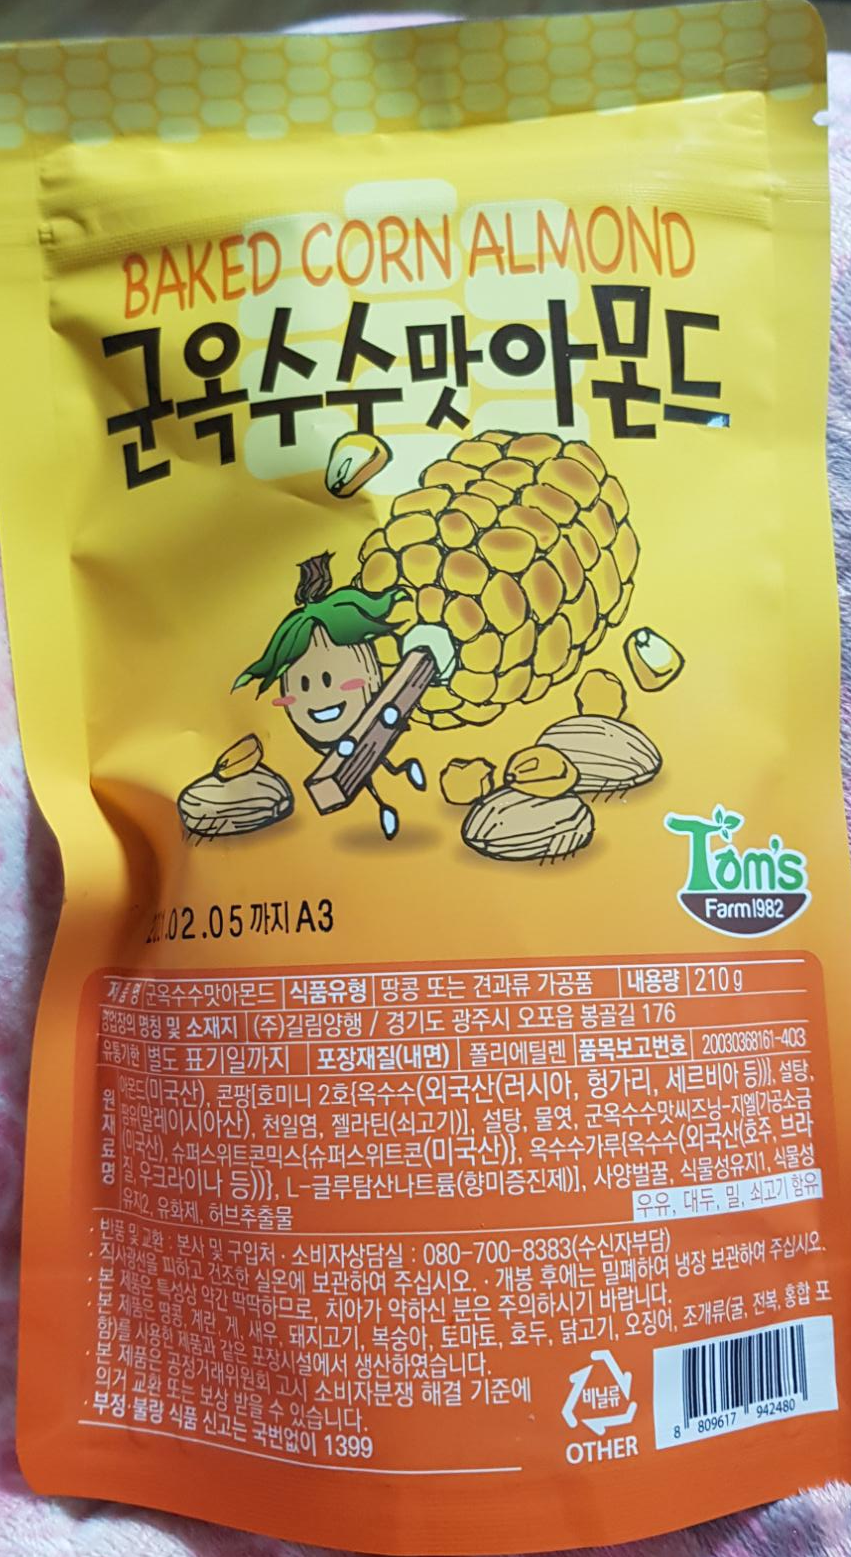 BAKED CORN ALMOND
군옥수수맛아몬드
Tom's
Farm 1982
.02.05 까지 A3
제품명 군옥수수맛아몬드 식품유형 땅콩 또는 견과류 가공품 내용량 210 g
영업장의 명칭 및 소재지 (주)길림양행 / 경기도 광주시 오포읍 봉골길 176
유통기한 별도 표기일까지 포장재질(내면) 폴리에틸렌 품목보고번호 20030368161-403
원재료명
아몬드(미국산), 콘팡[호미니 2호{옥수수(외국산(러시아, 헝가리, 세르비아 등))}, 설탕,
팜유(말레이시아산), 천일염, 젤라틴(쇠고기)], 설탕, 물엿, 군옥수수맛씨즈닝-지엘[가공소금
(미국산), 슈퍼스위트콘믹스{슈퍼스위트콘(미국산)}, 옥수수가루{옥수수(외국산(호주, 브라
질, 우크라이나 등))}, L-글루탐산나트륨(향미증진제)], 사양벌꿀, 식물성유지1, 식물성
유지2, 유화제, 허브추출물
우유, 대두, 밀, 쇠고기 함유
· 반품 및 교환 : 본사 및 구입처 · 소비자상담실 : 080-700-8383(수신자부담)
· 직사광선을 피하고 건조한 실온에 보관하여 주십시오. · 개봉 후에는 밀폐하여 냉장 보관하여 주십시오.
· 본 제품은 특성상 약간 딱딱하므로, 치아가 약하신 분은 주의하시기 바랍니다.
· 본 제품은 땅콩, 계란, 게, 새우, 돼지고기, 복숭아, 토마토, 호두, 닭고기, 오징어, 조개류(굴, 전복, 홍합 포
함)를 사용한 제품과 같은 포장시설에서 생산하였습니다.
· 본 제품은 공정거래위원회 고시 소비자분쟁 해결 기준에
의거 교환 또는 보상 받을 수 있습니다.
· 부정·불량 식품 신고는 국번없이 1399
비닐류
OTHER
8 809617 942480